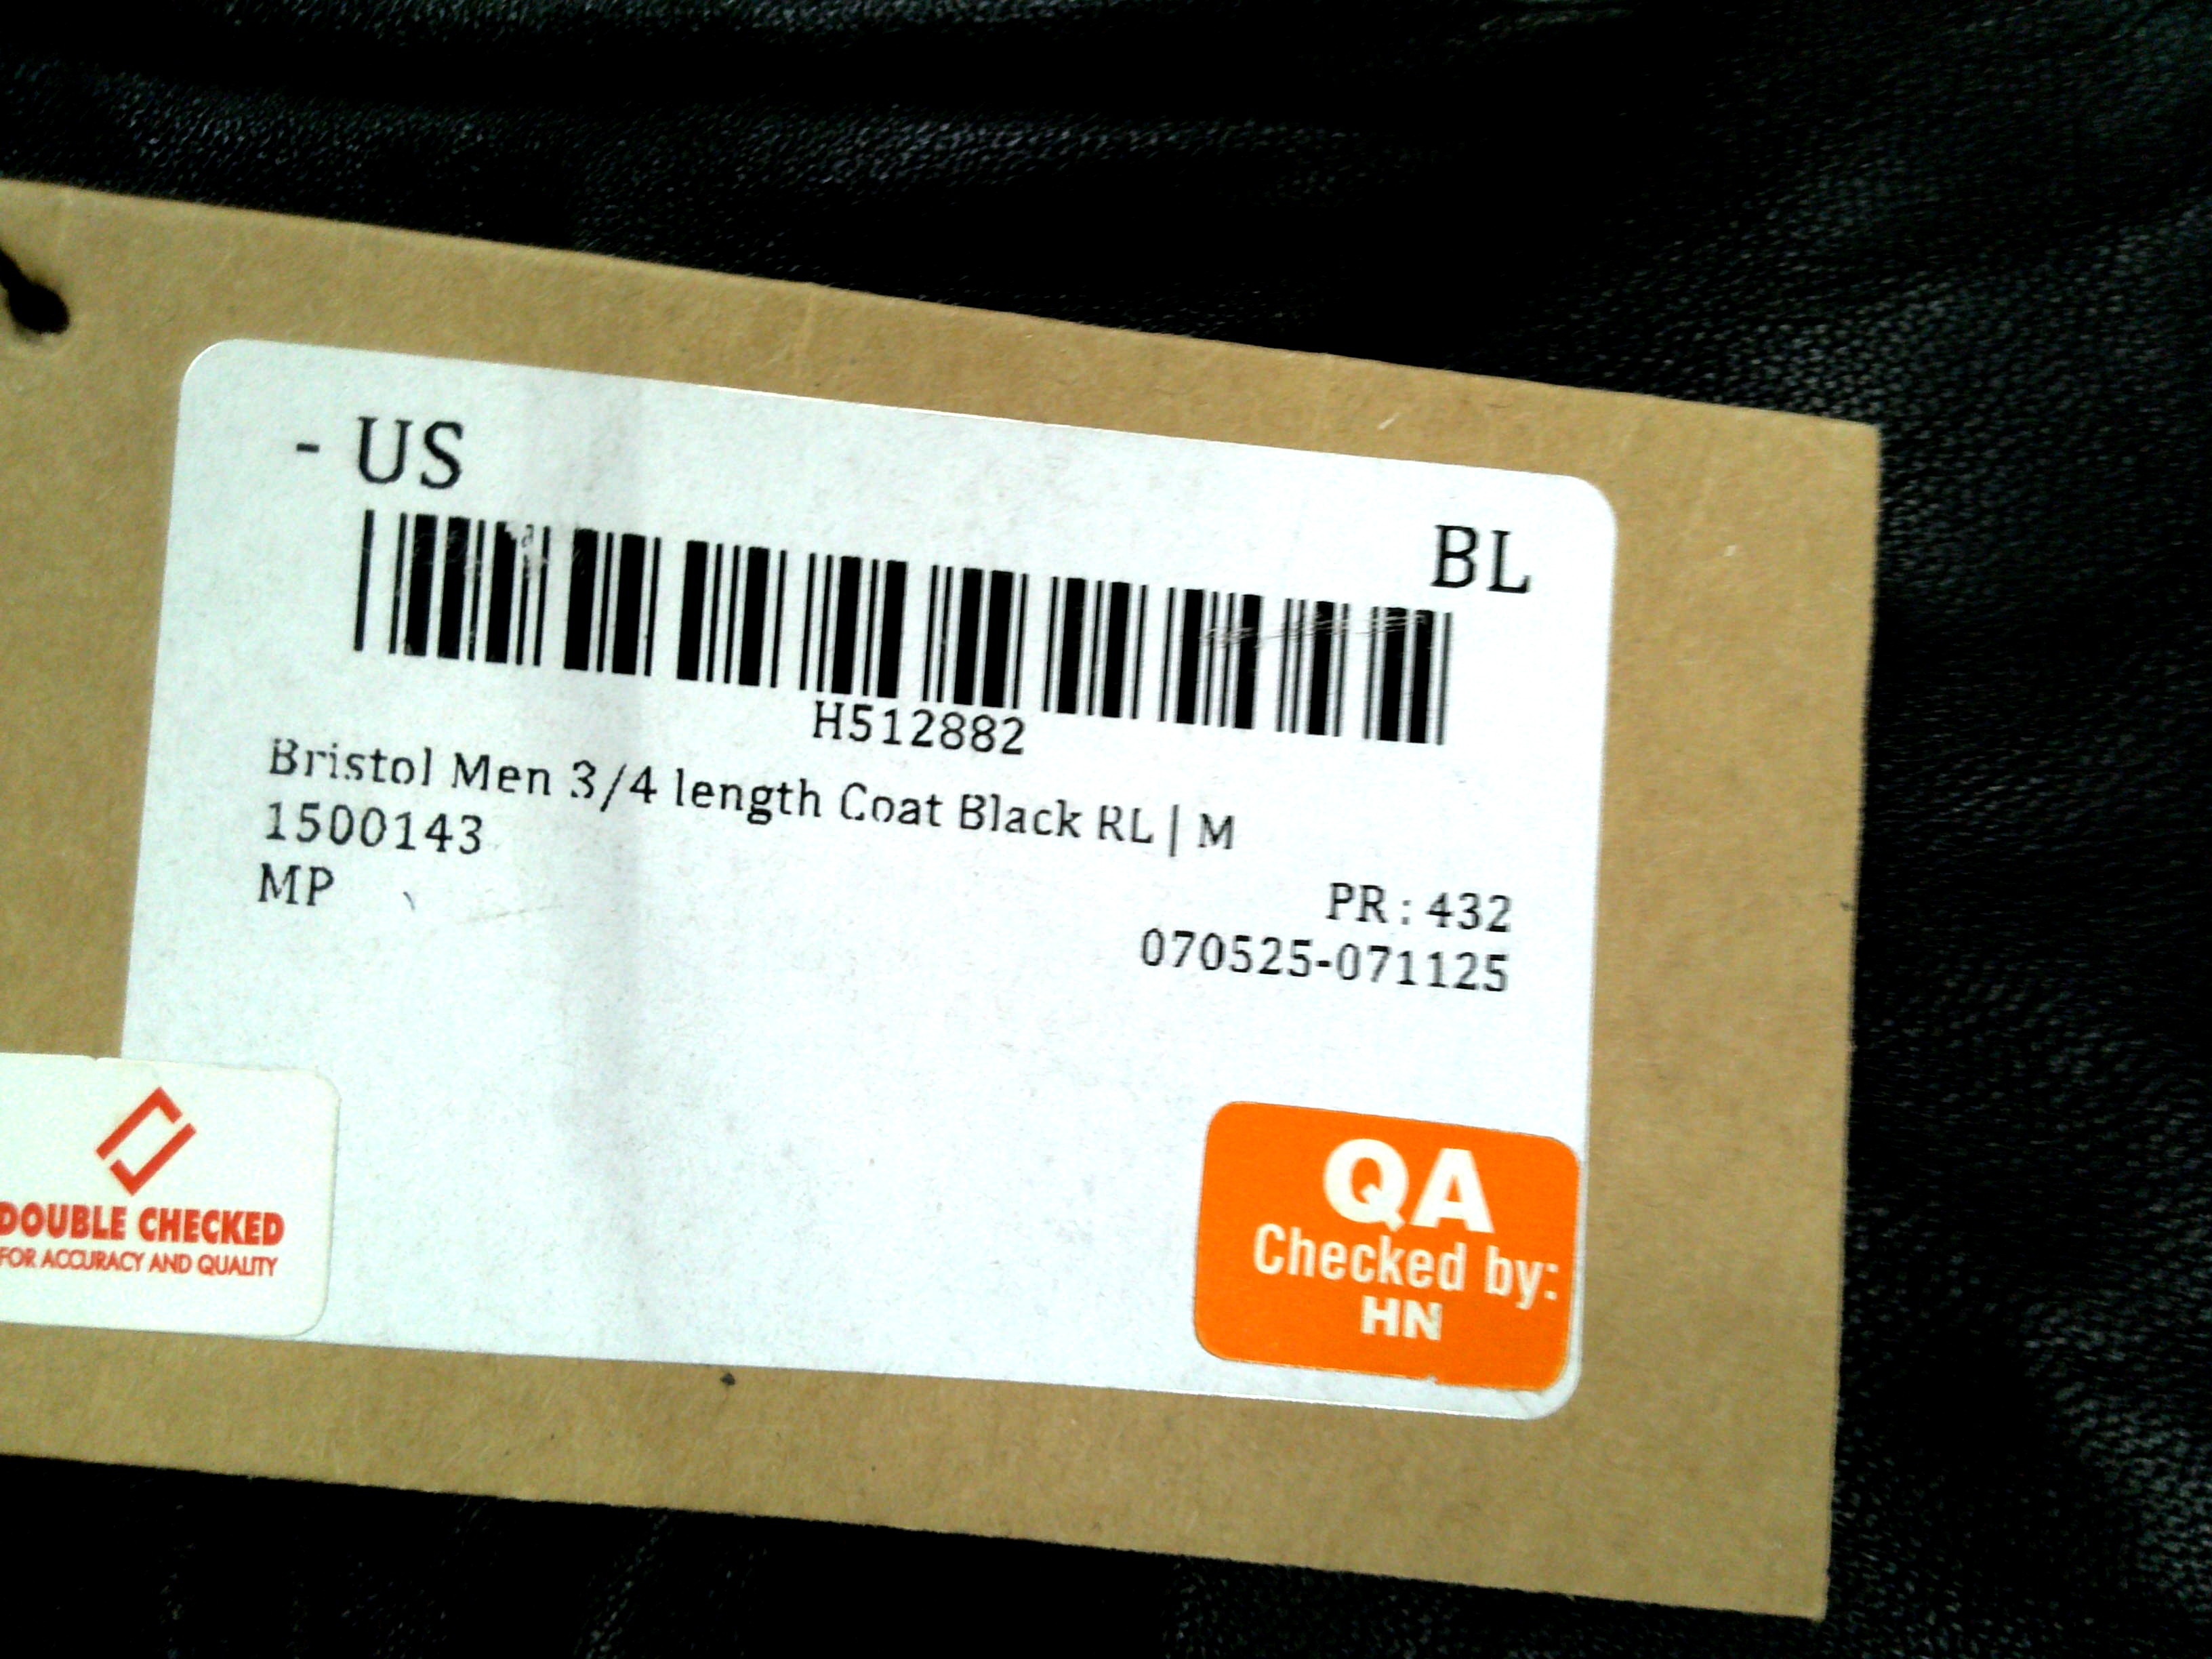 - US
BL
H512882
Bristol Men 3/4 length Coat Black RL | M
1500143
MP
PR : 432
070525-071125
DOUBLE CHECKED
FOR ACCURACY AND QUALITY
QA
Checked by:
HN